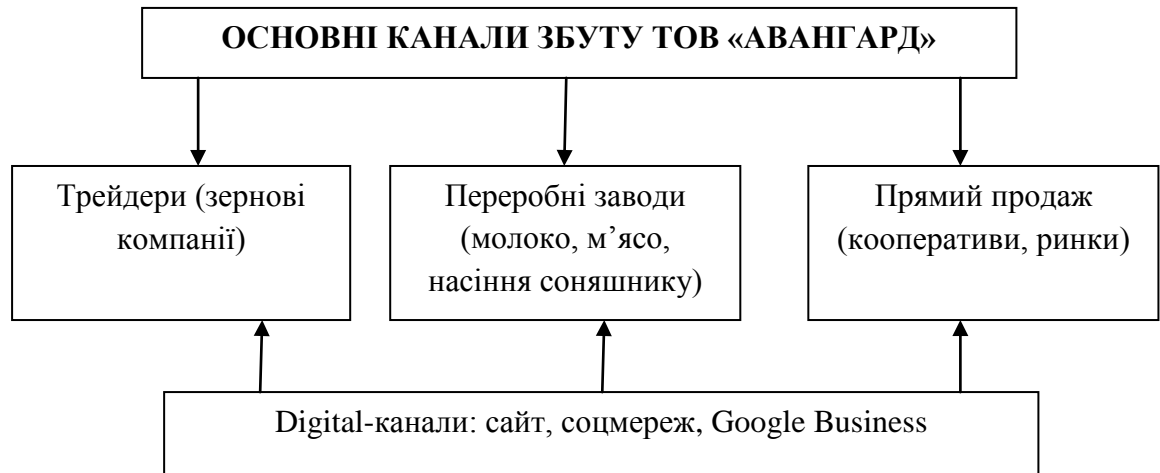 ОСНОВНІ КАНАЛИ ЗБУТУ ТОВ «АВАНГАРД»
Трейдери (зернові
компанії)
Переробні заводи
(молоко, м’ясо,
насіння соняшнику)
Прямий продаж
(кооперативи, ринки)
Digital-канали: сайт, соцмереж, Google Business